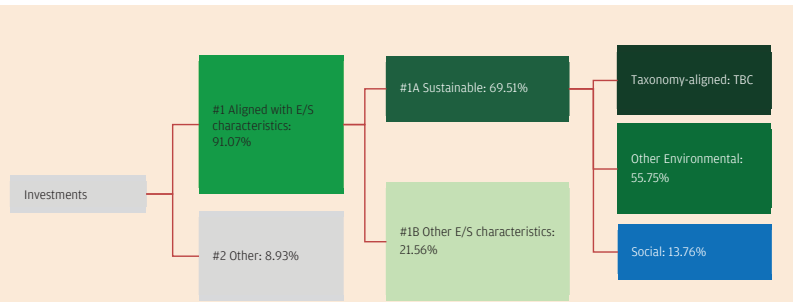 Investments
#1 Aligned with E/S
characteristics:
91.07%
#2 Other: 8.93%
#1A Sustainable: 69.51%
#1B Other E/S characteristics:
21.56%
Taxonomy-aligned: TBC
Other Environmental:
55.75%
Social: 13.76%